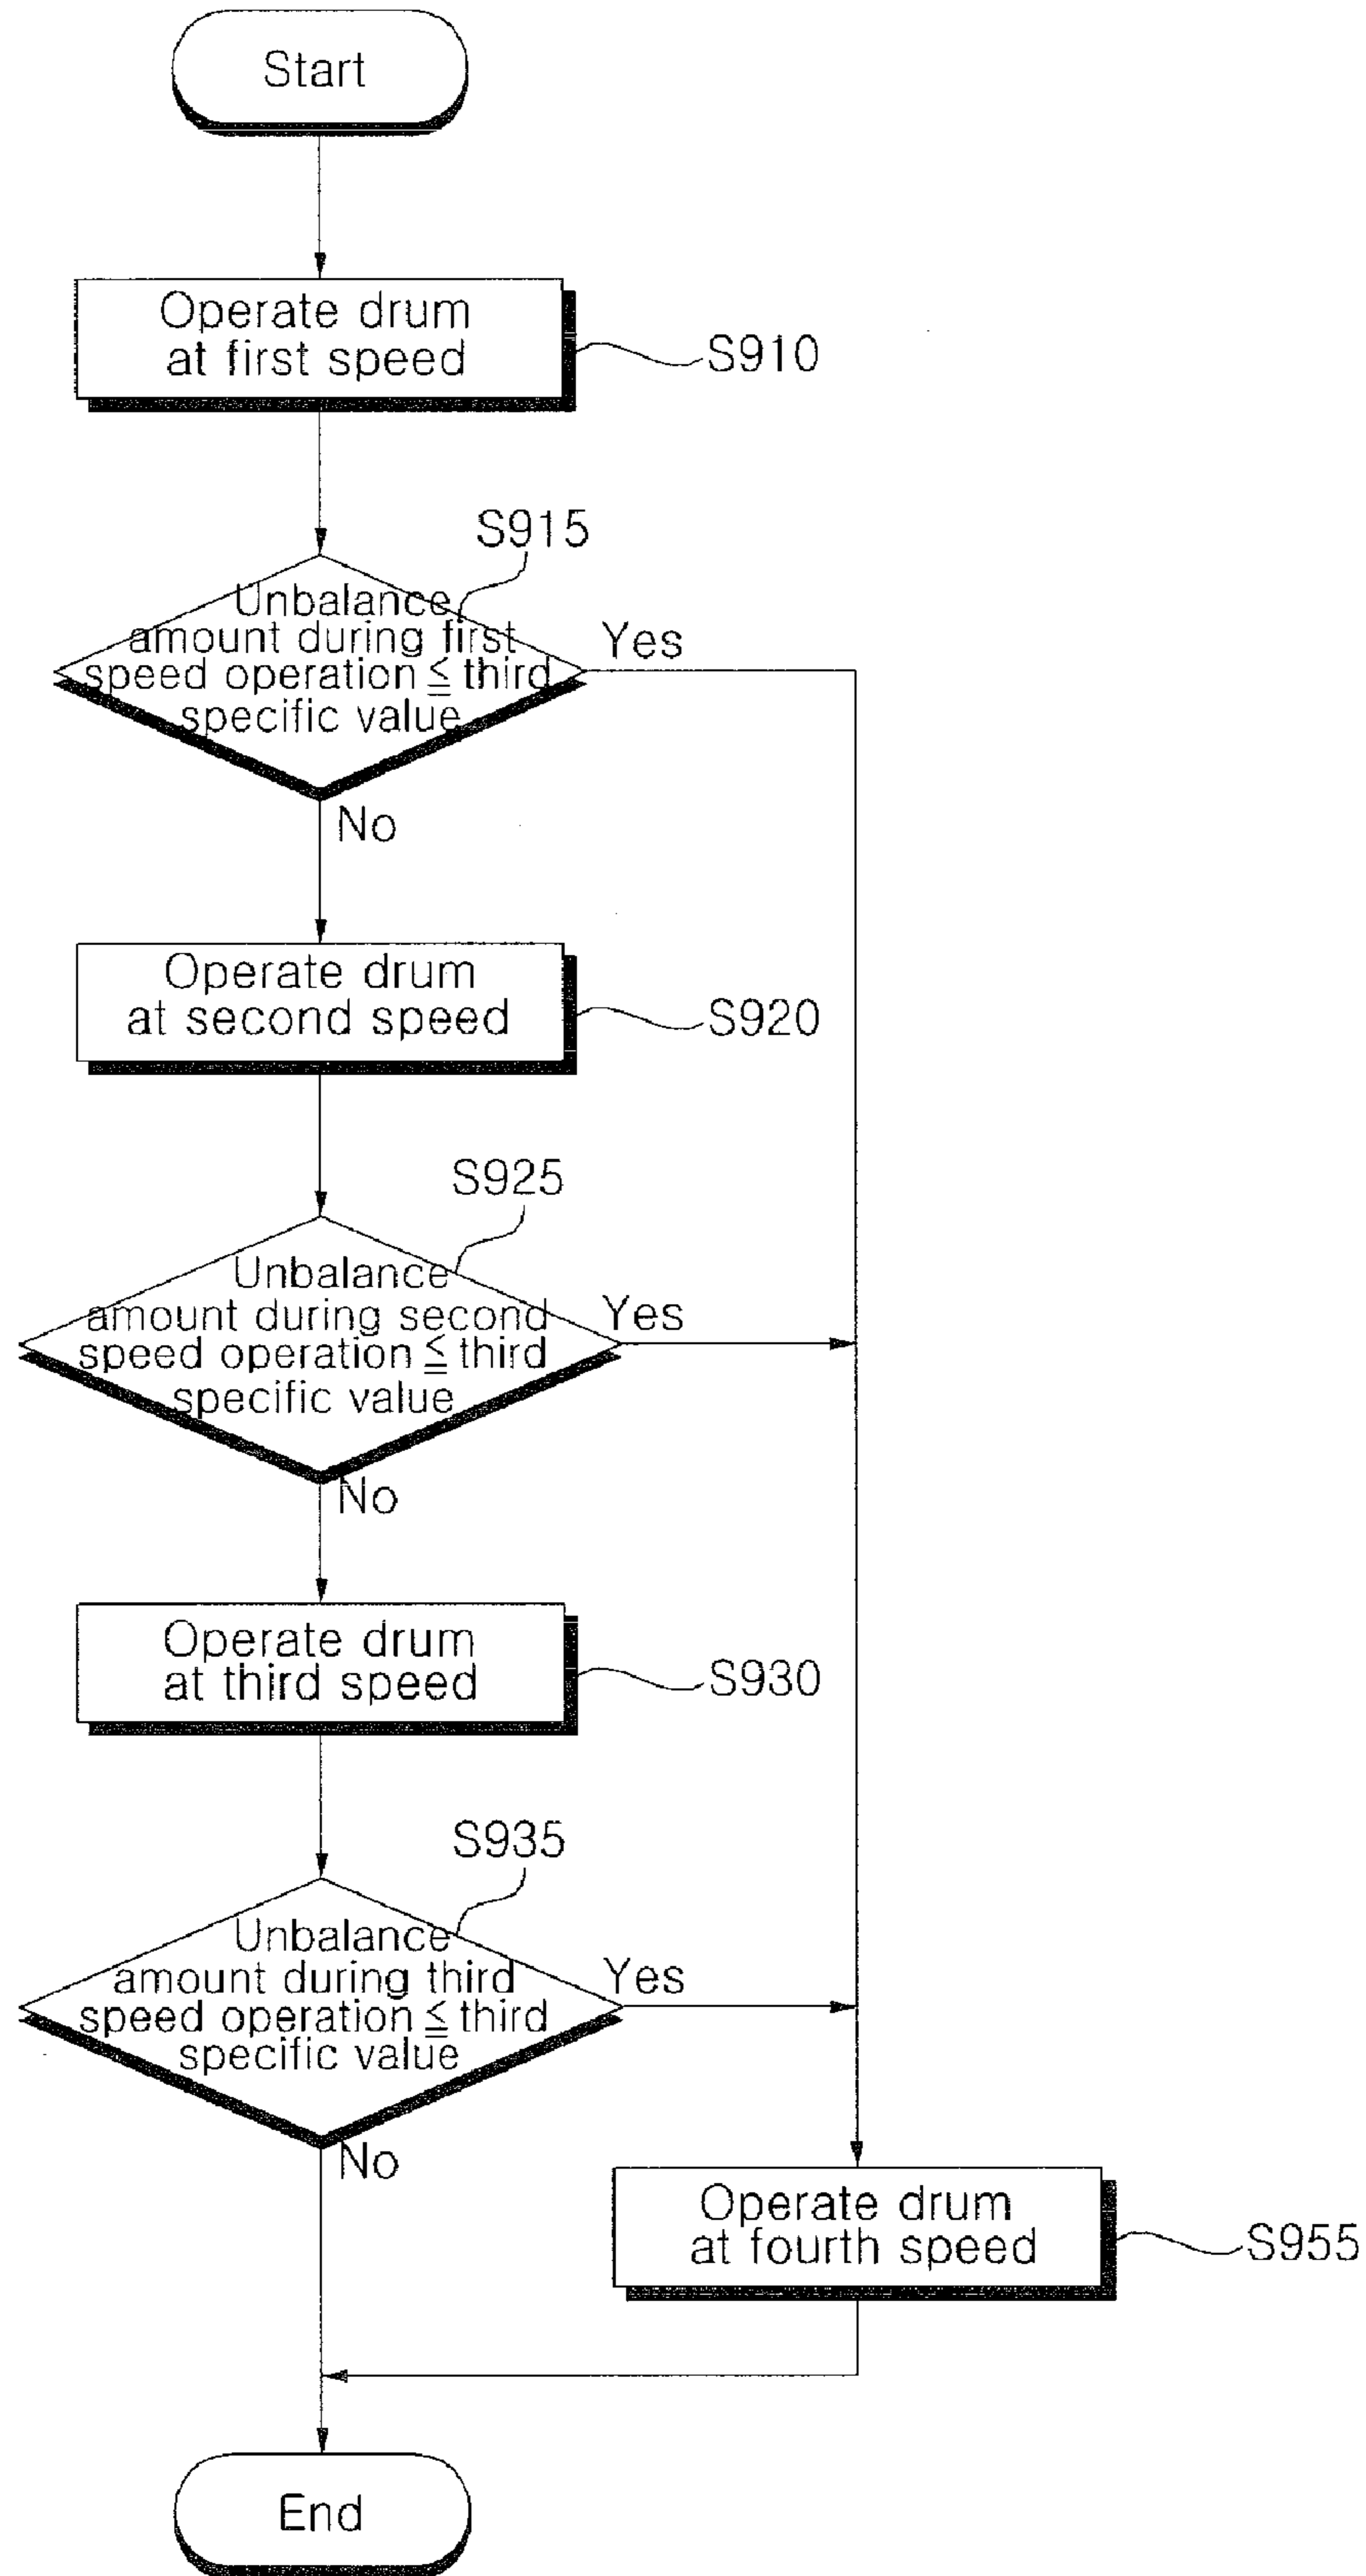 Start
Operate drum
at first speed
S910
S915
Unbalance
amount during first
speed operation ≦ third
specific value
Yes
No
Operate drum
at second speed
S920
S925
Unbalance
amount during second
speed operation ≦ third
specific value
Yes
No
Operate drum
at third speed
S930
S935
Unbalance
amount during third
speed operation ≦ third
specific value
Yes
No
Operate drum
at fourth speed
S955
End